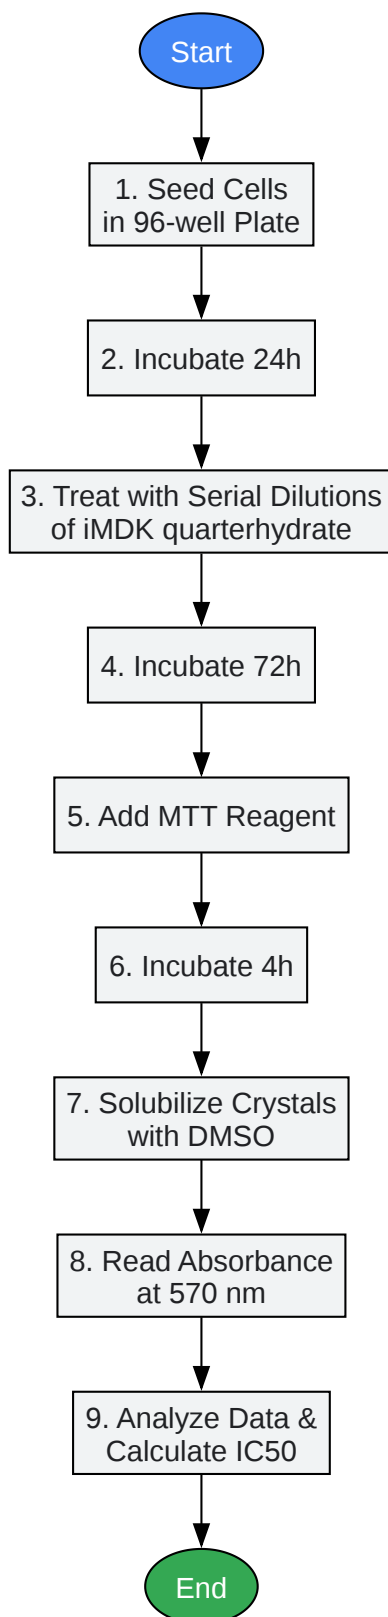 Start
1. Seed Cells
in 96-well Plate
2. Incubate 24h
3. Treat with Serial Dilutions
of iMDK quarterhydrate
4. Incubate 72h
5. Add MTT Reagent
6. Incubate 4h
7. Solubilize Crystals
with DMSO
8. Read Absorbance
at 570 nm
9. Analyze Data &
Calculate IC50
End